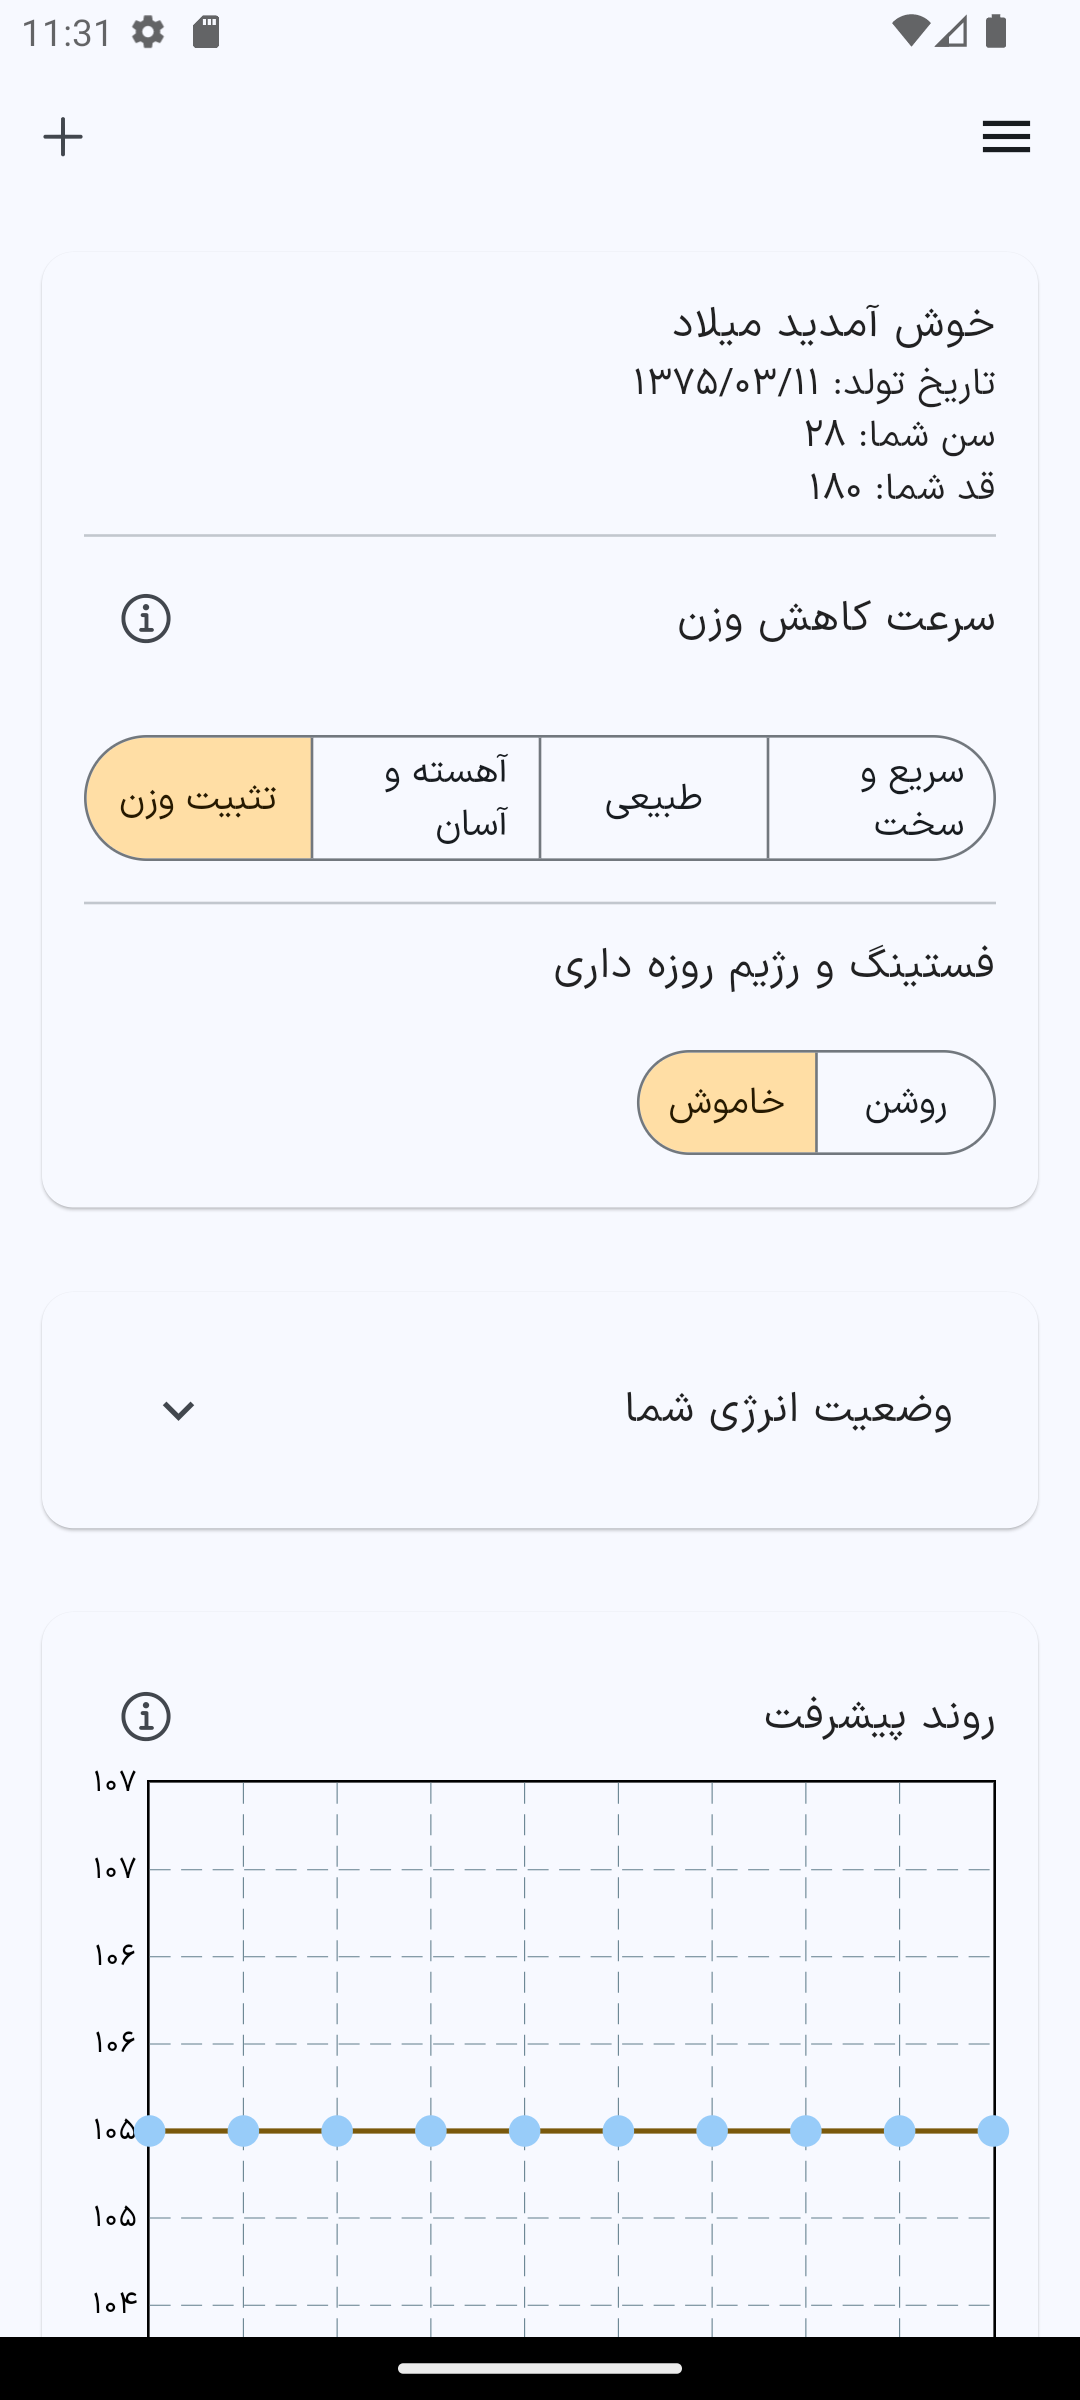 11:31
خوش آمدید میلاد
تاریخ تولد: ۱۳۷۵/۰۳/۱۱
سن شما: ۲۸
قد شما: ۱۸۰
سرعت کاهش وزن
سریع و
سخت
طبیعی
آهسته و
آسان
تثبیت وزن
فستینگ و رژیم روزه داری
روشن
خاموش
وضعیت انرژی شما
روند پیشرفت
۱۰۷
۱۰۷
۱۰۶
۱۰۶
۱۰۵
۱۰۵
۱۰۴